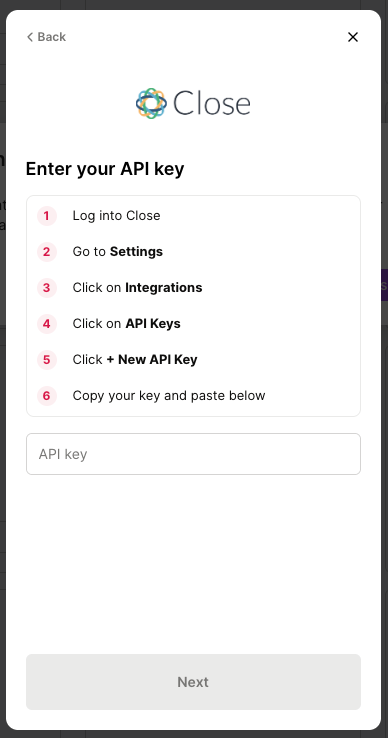 Back
Close
Enter your API key
1 Log into Close
2 Go to Settings
3 Click on Integrations
4 Click on API Keys
5 Click + New API Key
6 Copy your key and paste below
API key
Next